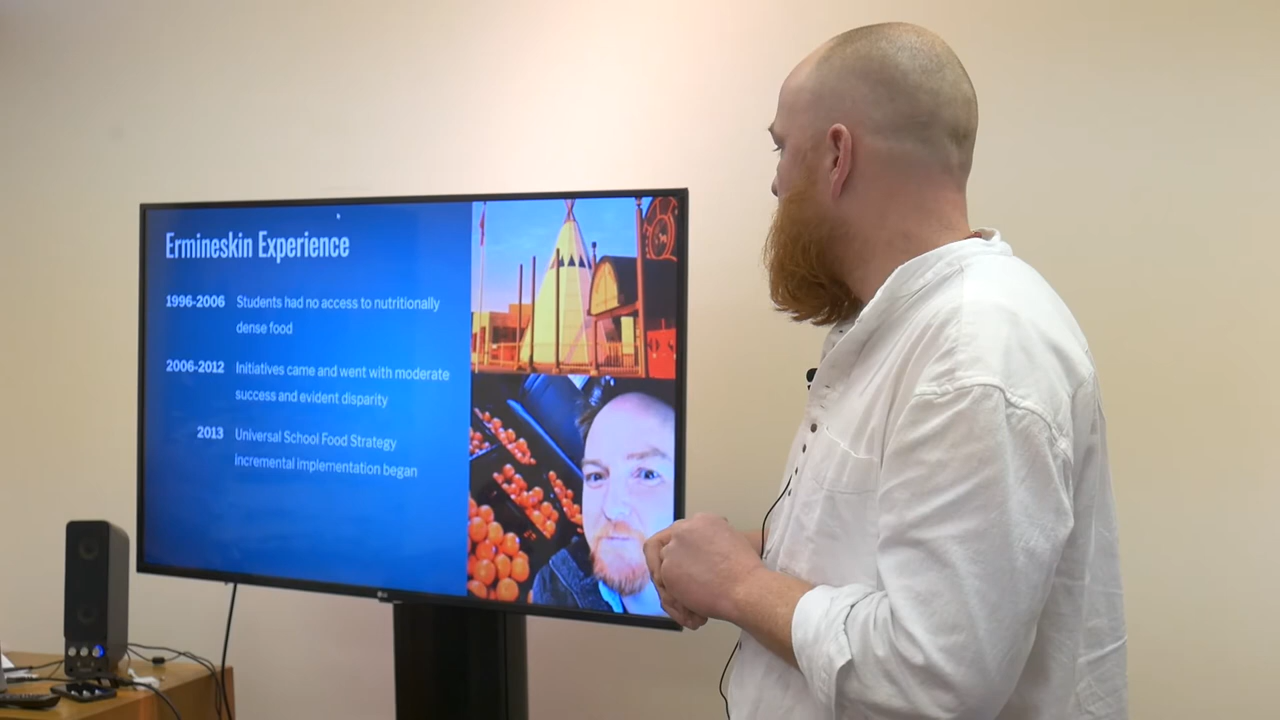 Ermineskin Experience
1996-2006 Students had no access to nutritionally
dense food
2006-2012 Initiatives came and went with moderate
success and evident disparity
2013 Universal School Food Strategy
incremental implementation began
LG